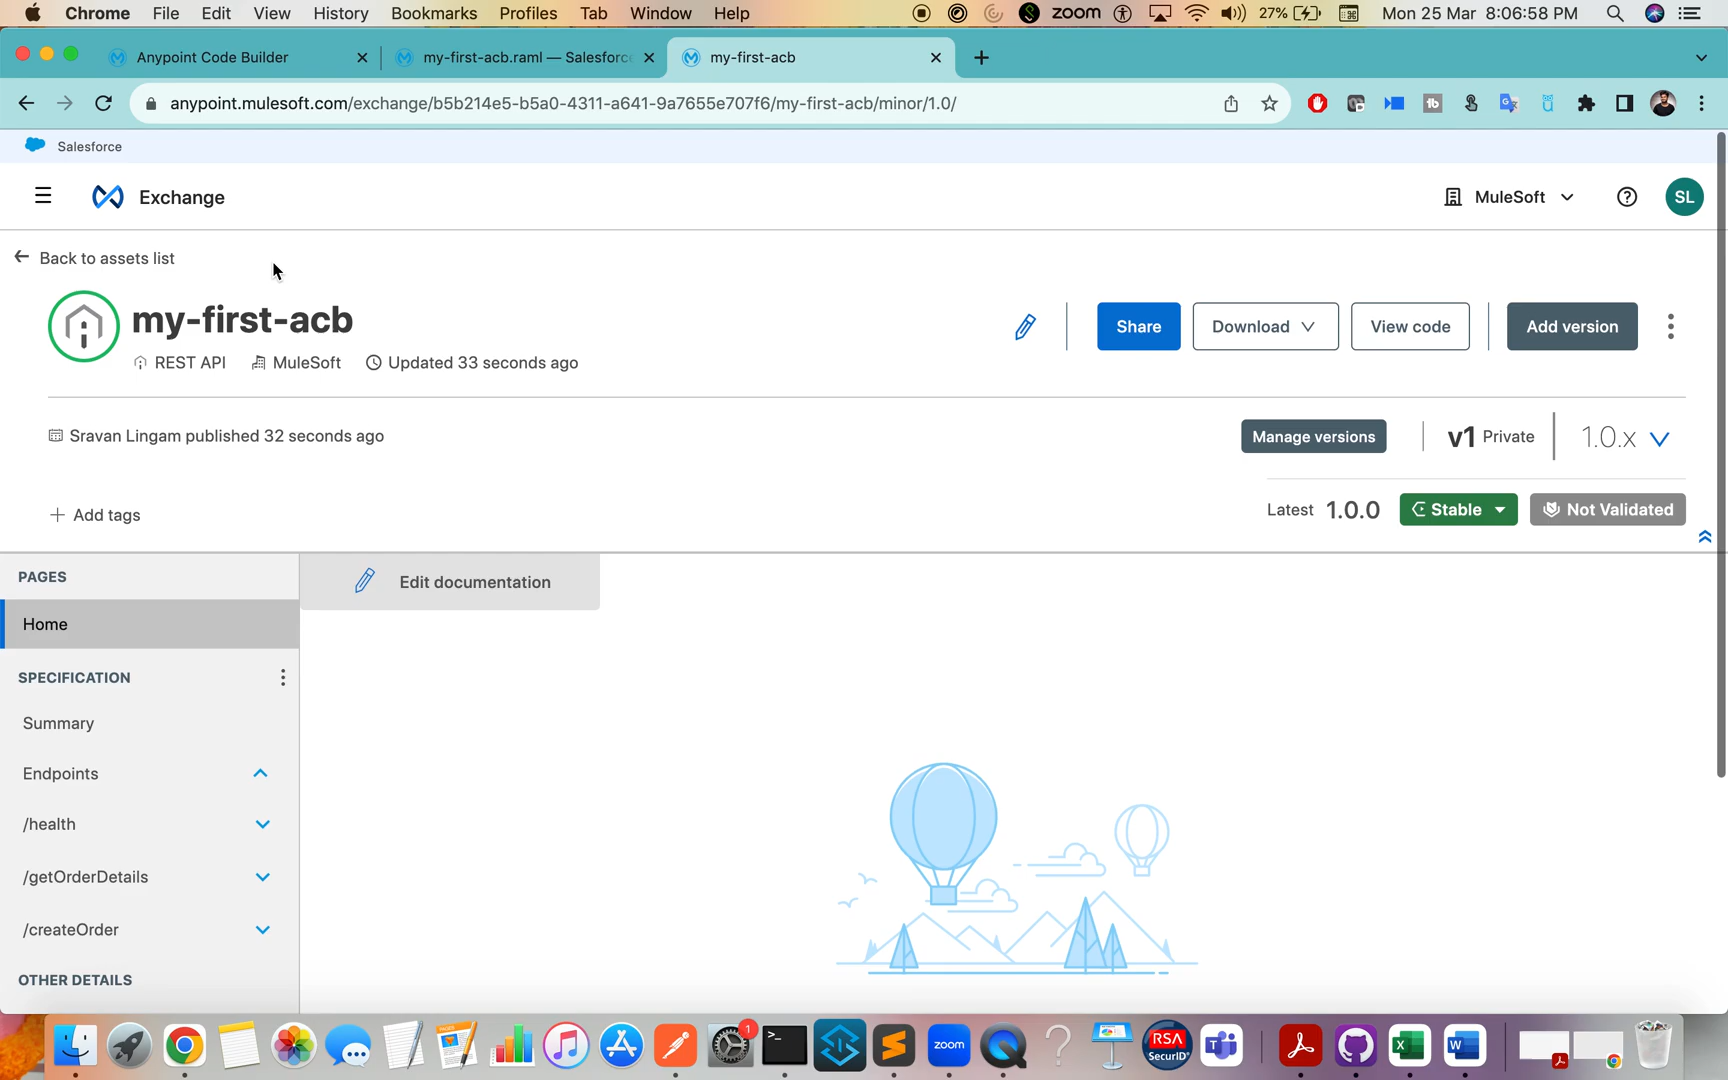 Chrome File Edit View History Bookmarks Profiles Tab Window Help zoom 27% Mon 25 Mar 8:06:58 PM
Anypoint Code Builder my-first-acb.raml — Salesforc my-first-acb
anypoint.mulesoft.com/exchange/b5b214e5-b5a0-4311-a641-9a7655e707f6/my-first-acb/minor/1.0/
Salesforce
Exchange MuleSoft SL
Back to assets list
my-first-acb
Share Download View code Add version
REST API MuleSoft Updated 33 seconds ago
Sravan Lingam published 32 seconds ago
Manage versions v1 Private 1.0.x
Add tags
Latest 1.0.0 Stable Not Validated
PAGES
Edit documentation
Home
SPECIFICATION
Summary
Endpoints
/health
/getOrderDetails
/createOrder
OTHER DETAILS
1
zoom
RSA
SecurID